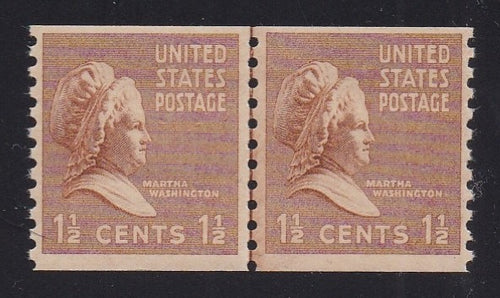 UNITED
STATES
POSTAGE
MARTHA
WASHINGTON
1½ CENTS 1½
UNITED
STATES
POSTAGE
MARTHA
WASHINGTON
1½ CENTS 1½